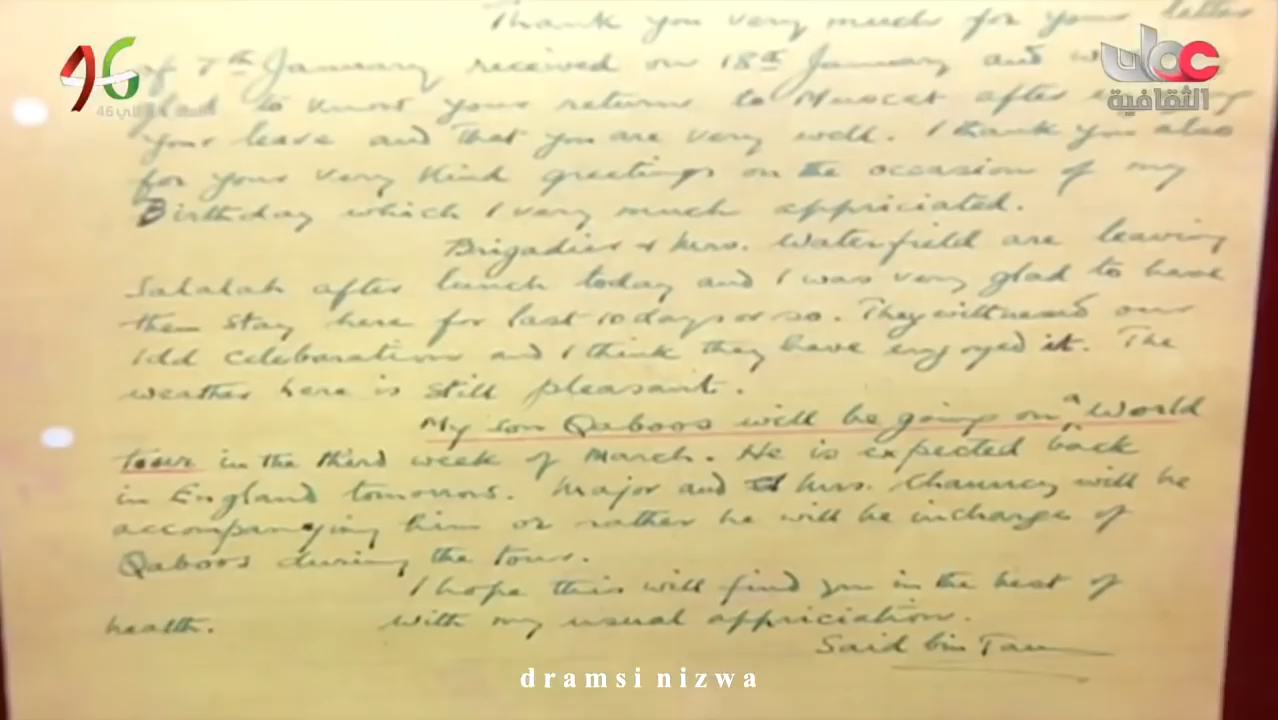 Thank you very much for your letter
of 7th January received on 18th January and
glad to know your return to Muscat after
your leave and that you are very well. I thank you also
for your very kind greetings on the occasion of my
Birthday which I very much appriciated.
Brigadier & Mrs. Waterfield are leaving
Salalah after lunch today and I was very glad to have
them stay here for last 10 days or so. They witnessed our
Idd celebaration and I think they have enjoyed it. The
weather here is still pleasant.
My son Qaboos will be going on a World
tour in the third week of March. He is expected back
in England tomorrow. Major and Mrs. Chauncy will be
accompanying him or rather he will be incharge of
Qaboos during the tour.
I hope this will find you in the best of
health. with my usual appriciation.
Said bin Taimur
46
46
الثقافية
dramsi nizwa